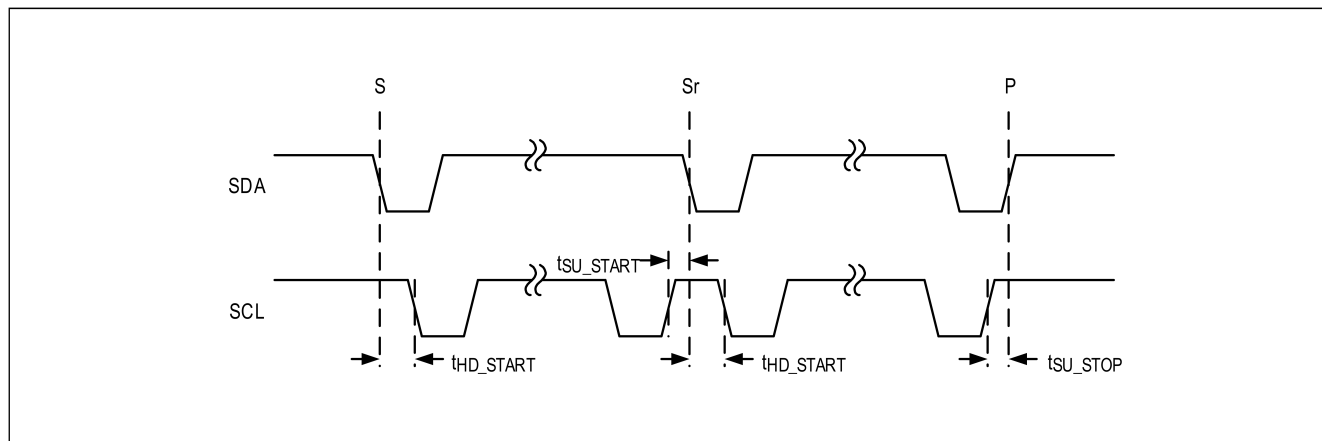 S Sr P
SDA
tSU_START
SCL
tHD_START tHD_START tSU_STOP